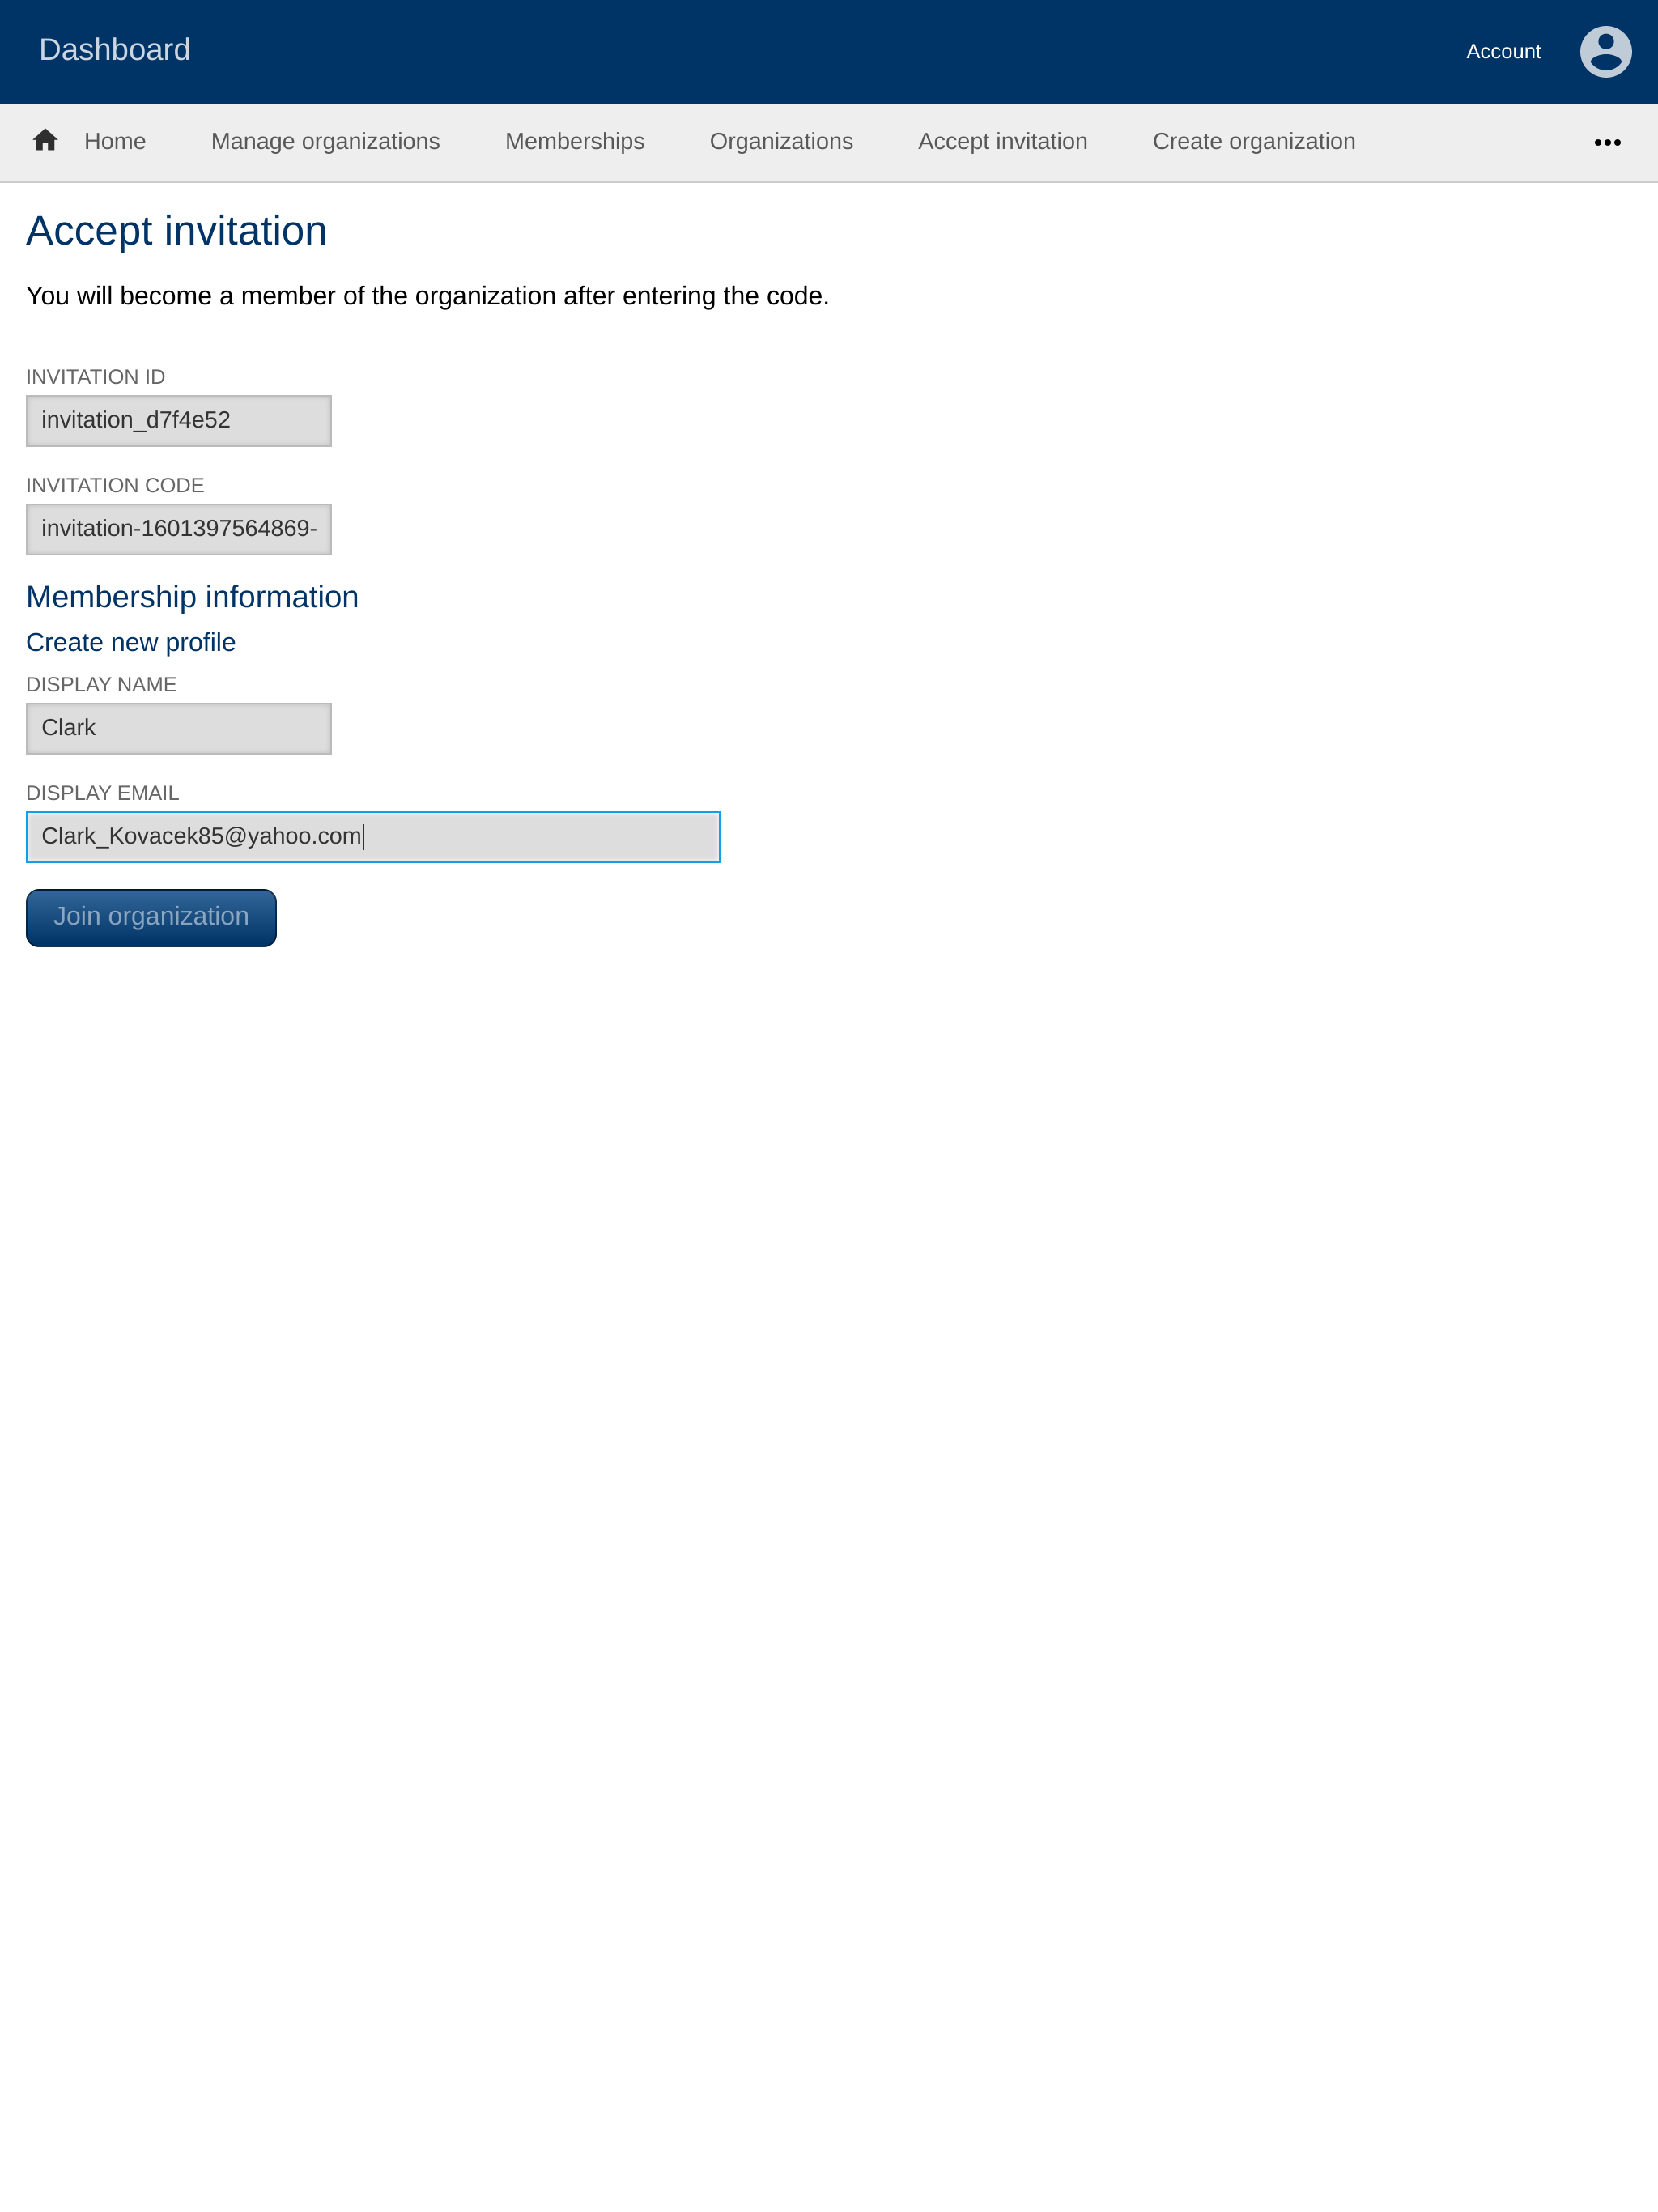 Dashboard
Account
Home Manage organizations Memberships Organizations Accept invitation Create organization
Accept invitation
You will become a member of the organization after entering the code.
INVITATION ID
invitation_d7f4e52
INVITATION CODE
invitation-1601397564869-
Membership information
Create new profile
DISPLAY NAME
Clark
DISPLAY EMAIL
Clark_Kovacek85@yahoo.com
Join organization